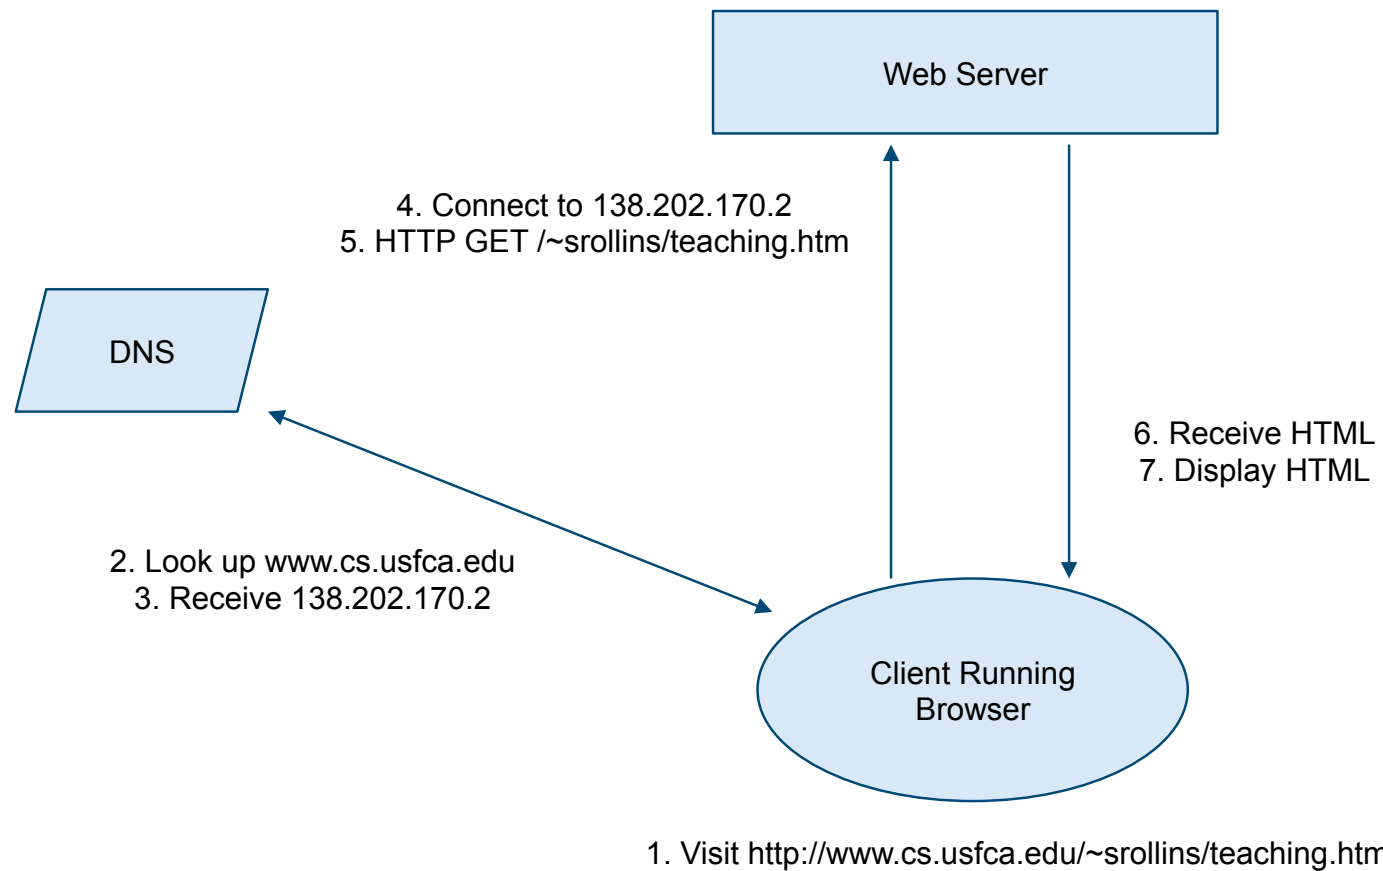 Web Server
4. Connect to 138.202.170.2
5. HTTP GET /~srollins/teaching.htm
DNS
6. Receive HTML
7. Display HTML
2. Look up www.cs.usfca.edu
3. Receive 138.202.170.2
Client Running
Browser
1. Visit http://www.cs.usfca.edu/~srollins/teaching.htm